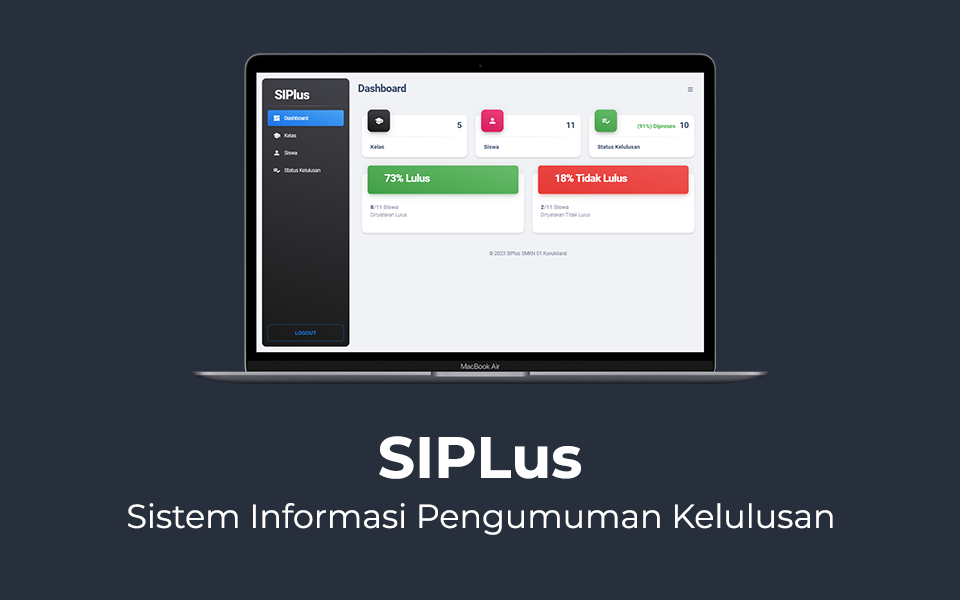 SIPlus
Dashboard
Kelas
Siswa
Status Kelulusan
LOGOUT
Dashboard
5
Kelas
11
Siswa
(91%) Diproses 10
Status Kelulusan
73% Lulus
8/11 Siswa
Dinyatakan Lulus
18% Tidak Lulus
2/11 Siswa
Dinyatakan Tidak Lulus
© 2023 SIPlus SMKN 01 Kuvukiland
MacBook Air
SIPLus
Sistem Informasi Pengumuman Kelulusan